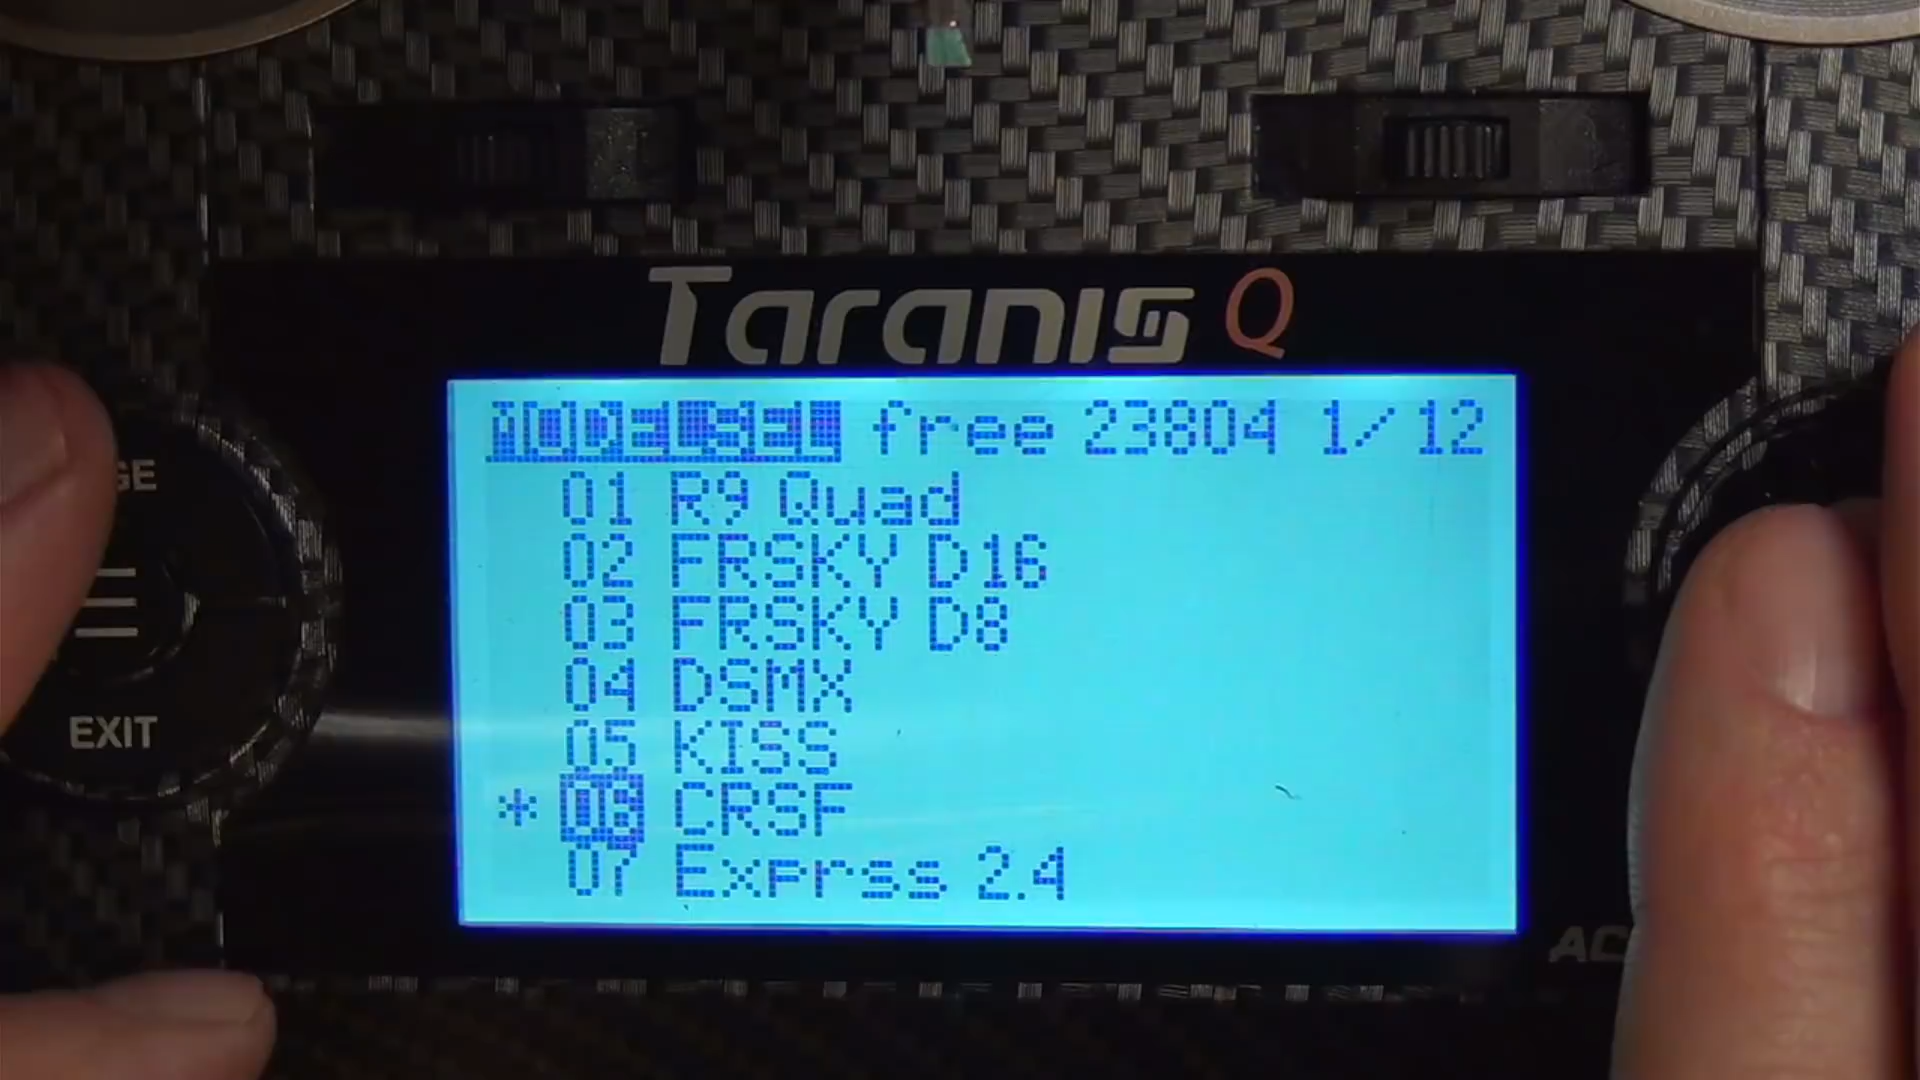 Taranis Q
MODELSEL free 23804 1/12
01 R9 Quad
02 FRSKY D16
03 FRSKY D8
04 DSMX
05 KISS
* 06 CRSF
07 Exprss 2.4
EXIT